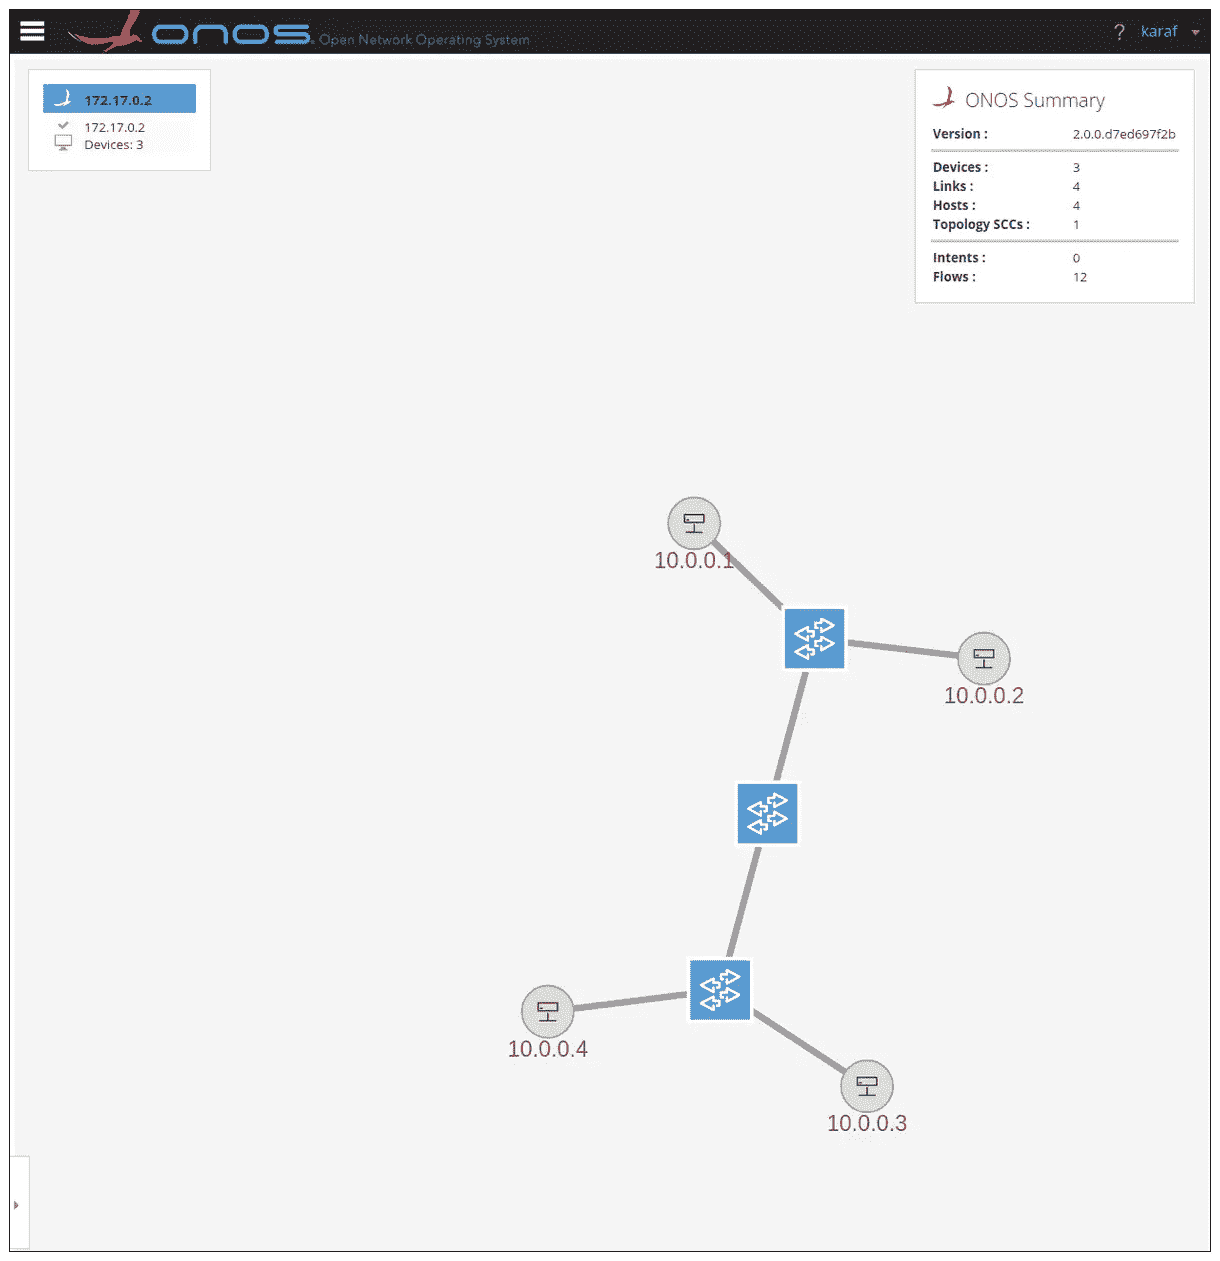 onos Open Network Operating System
? karaf
172.17.0.2
172.17.0.2
Devices: 3
ONOS Summary
Version : 2.0.0.d7ed697f2b
Devices : 3
Links : 4
Hosts : 4
Topology SCCs : 1
Intents : 0
Flows : 12
10.0.0.1
10.0.0.2
10.0.0.4
10.0.0.3